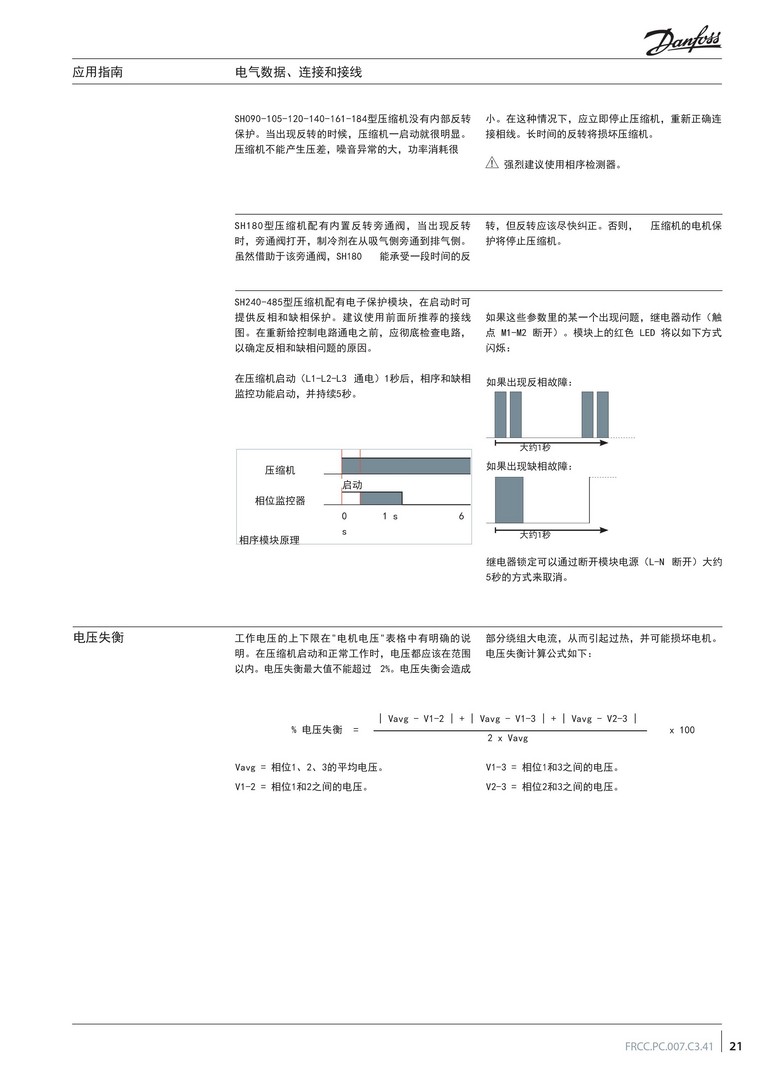 Danfoss
应用指南
电气数据、连接和接线
SH090-105-120-140-161-184型压缩机没有内部反转
保护。当出现反转的时候，压缩机一启动就很明显。
压缩机不能产生压差，噪音异常的大，功率消耗很
小。在这种情况下，应立即停止压缩机，重新正确连
接相线。长时间的反转将损坏压缩机。
强烈建议使用相序检测器。
SH180型压缩机配有内置反转旁通阀，当出现反转
时，旁通阀打开，制冷剂在从吸气侧旁通到排气侧。
虽然借助于该旁通阀，SH180 能承受一段时间的反
转，但反转应该尽快纠正。否则， 压缩机的电机保
护将停止压缩机。
SH240-485型压缩机配有电子保护模块，在启动时可
提供反相和缺相保护。建议使用前面所推荐的接线
图。在重新给控制电路通电之前，应彻底检查电路，
以确定反相和缺相问题的原因。
在压缩机启动（L1-L2-L3 通电）1秒后，相序和缺相
监控功能启动，并持续5秒。
压缩机
启动
相位监控器
0 1 s 6
s
相序模块原理
如果这些参数里的某一个出现问题，继电器动作（触
点 M1-M2 断开）。模块上的红色 LED 将以如下方式
闪烁：
如果出现反相故障：
大约1秒
如果出现缺相故障：
大约1秒
继电器锁定可以通过断开模块电源（L-N 断开）大约
5秒的方式来取消。
电压失衡
工作电压的上下限在"电机电压"表格中有明确的说
明。在压缩机启动和正常工作时，电压都应该在范围
以内。电压失衡最大值不能超过 2%。电压失衡会造成
部分绕组大电流，从而引起过热，并可能损坏电机。
电压失衡计算公式如下：
| Vavg - V1-2 | + | Vavg - V1-3 | + | Vavg - V2-3 |
% 电压失衡 = x 100
2 x Vavg
Vavg = 相位1、2、3的平均电压。
V1-2 = 相位1和2之间的电压。
V1-3 = 相位1和3之间的电压。
V2-3 = 相位2和3之间的电压。
FRCC.PC.007.C3.41 21